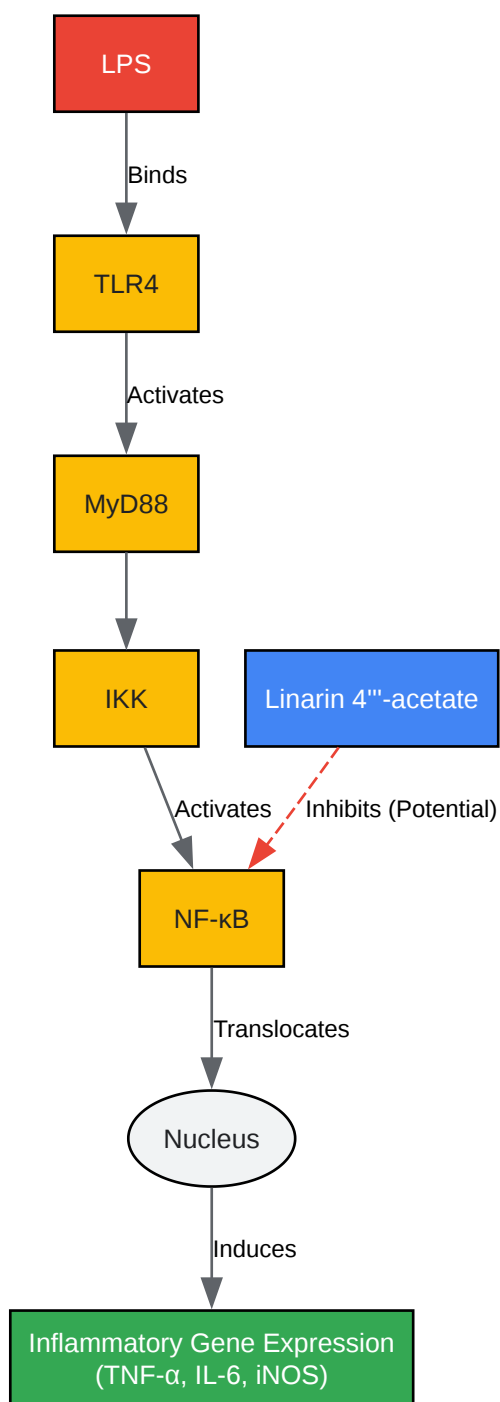 LPS
Binds
TLR4
Activates
MyD88
IKK
Linarin 4'''-acetate
Activates
Inhibits (Potential)
NF-κB
Translocates
Nucleus
Induces
Inflammatory Gene Expression
(TNF-α, IL-6, iNOS)